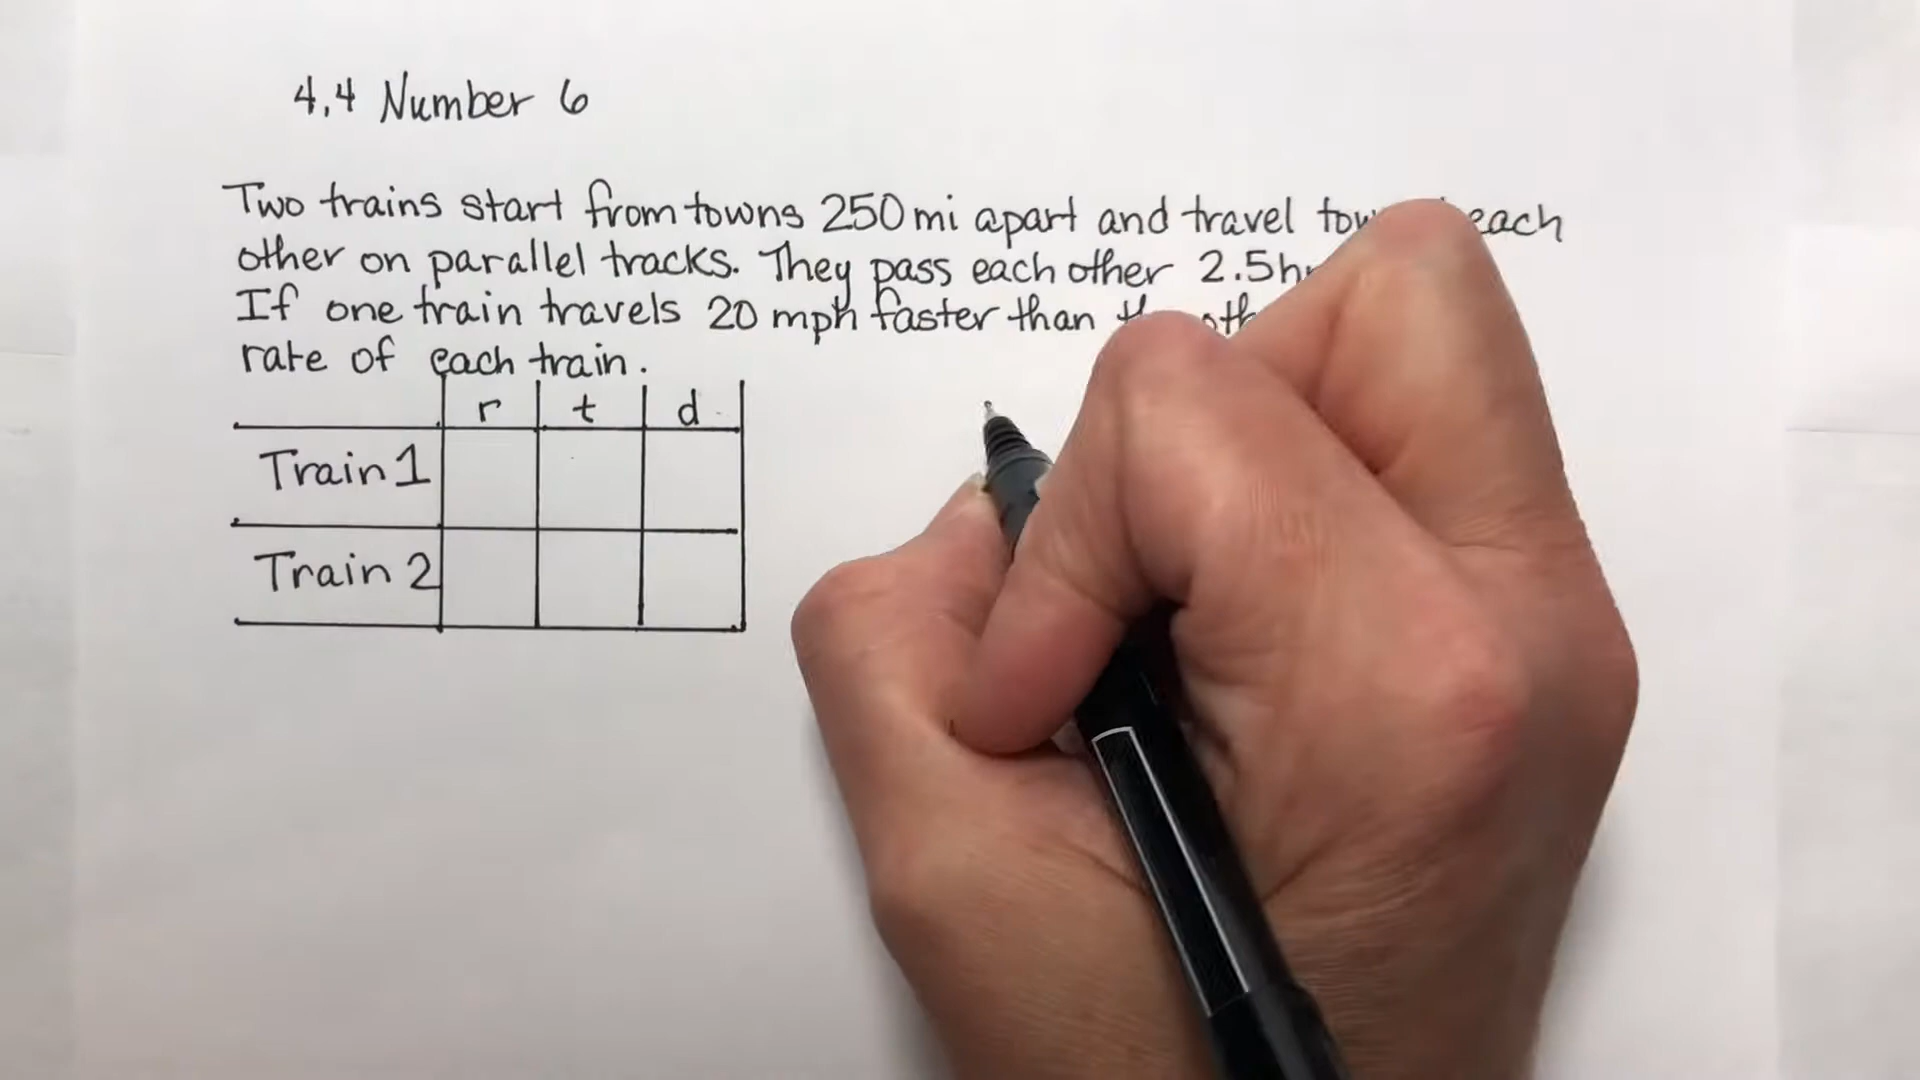 4.4 Number 6
Two trains start from towns 250 mi apart and travel each
other on parallel tracks. They pass each other 2.5
If one train travels 20 mph faster than
rate of each train.
r t d
Train 1
Train 2